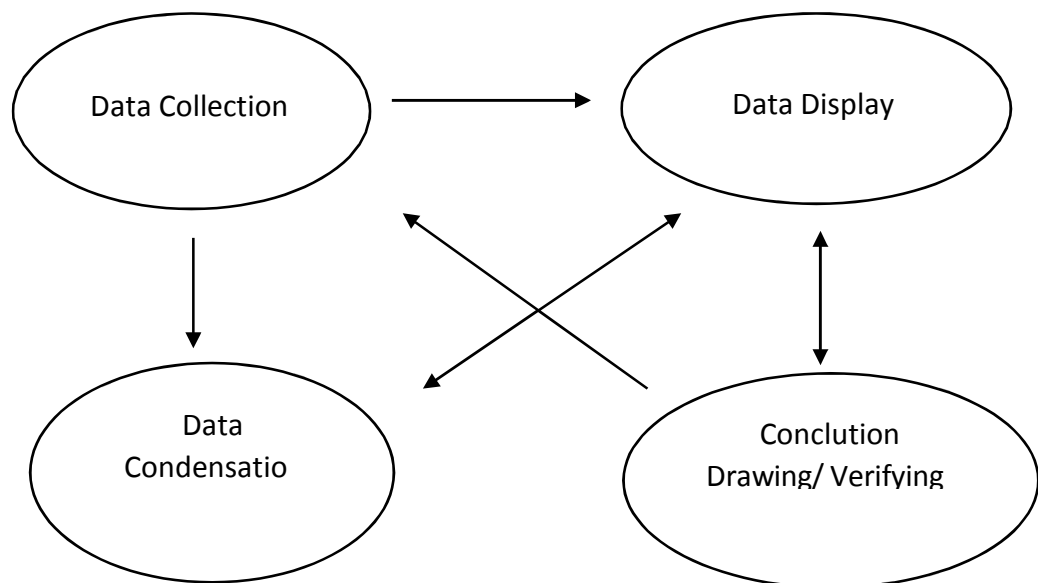 Data Collection
Data Display
Data
Condensatio
Conclution
Drawing/ Verifying